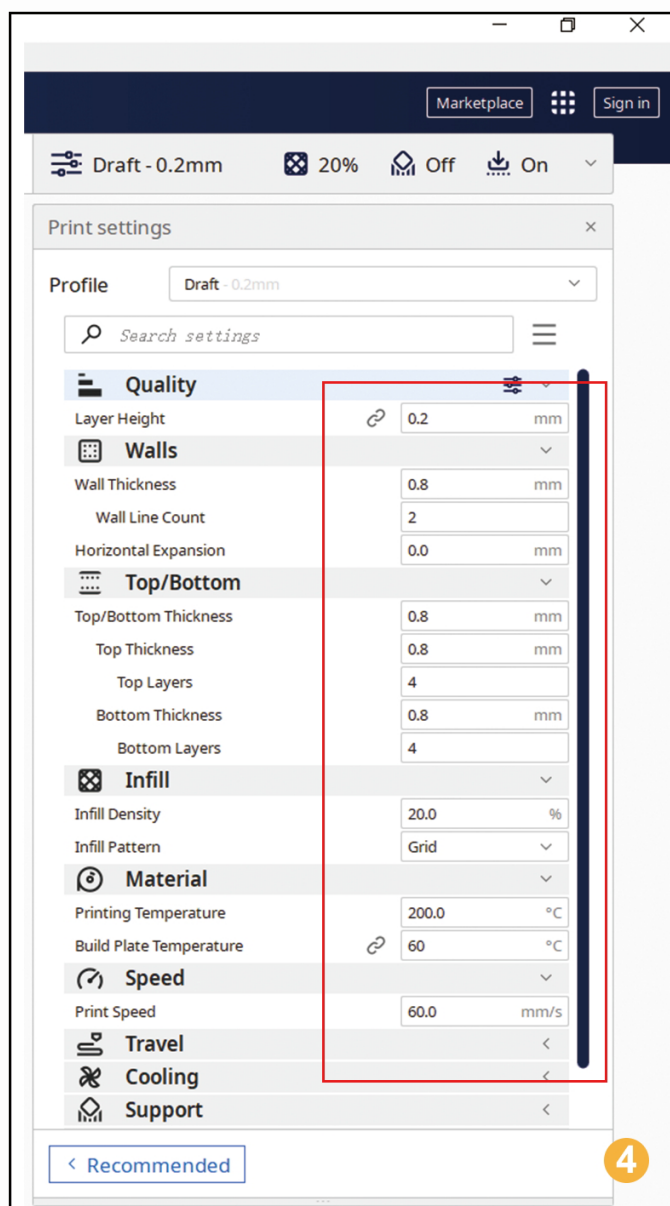 Marketplace Sign in
Draft - 0.2mm 20% Off On
Print settings
Profile Draft - 0.2mm
Search settings
Quality
Layer Height 0.2 mm
Walls
Wall Thickness 0.8 mm
Wall Line Count 2
Horizontal Expansion 0.0 mm
Top/Bottom
Top/Bottom Thickness 0.8 mm
Top Thickness 0.8 mm
Top Layers 4
Bottom Thickness 0.8 mm
Bottom Layers 4
Infill
Infill Density 20.0 %
Infill Pattern Grid
Material
Printing Temperature 200.0 °C
Build Plate Temperature 60 °C
Speed
Print Speed 60.0 mm/s
Travel
Cooling
Support
Recommended
4